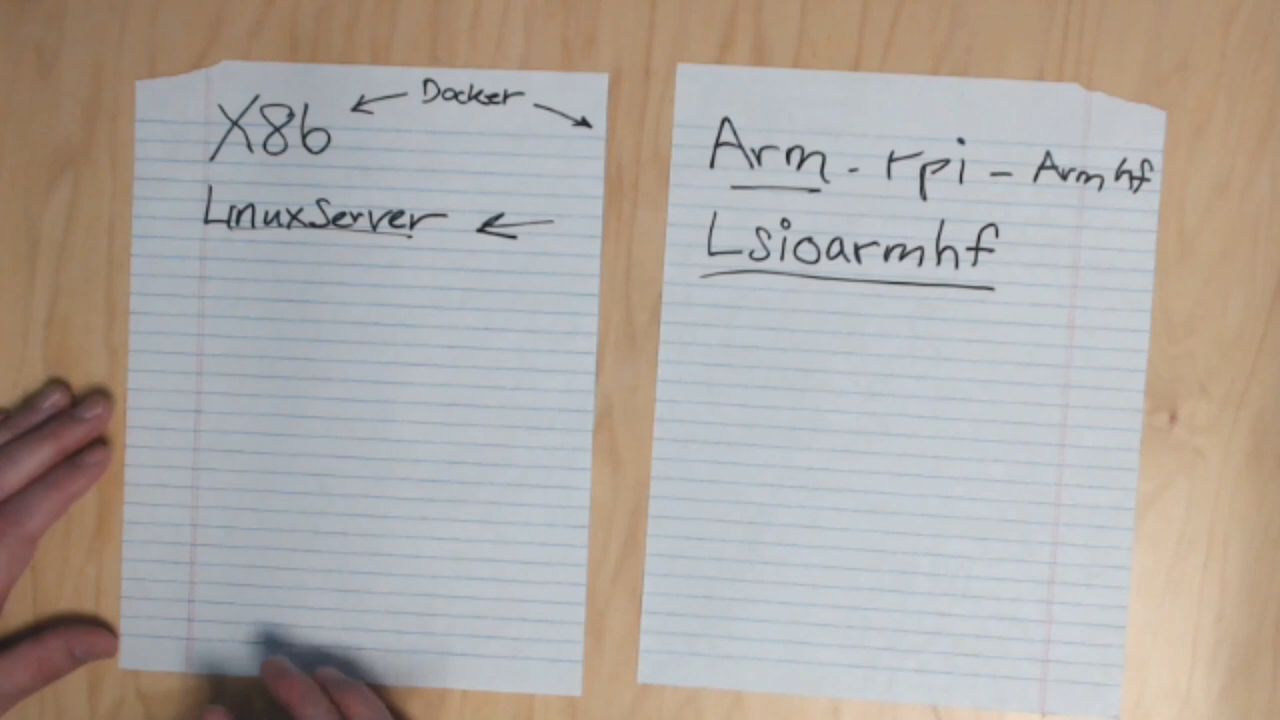 X86 ← Docker →
LinuxServer ←
Arm - rpi - Armhf
Lsioarmhf